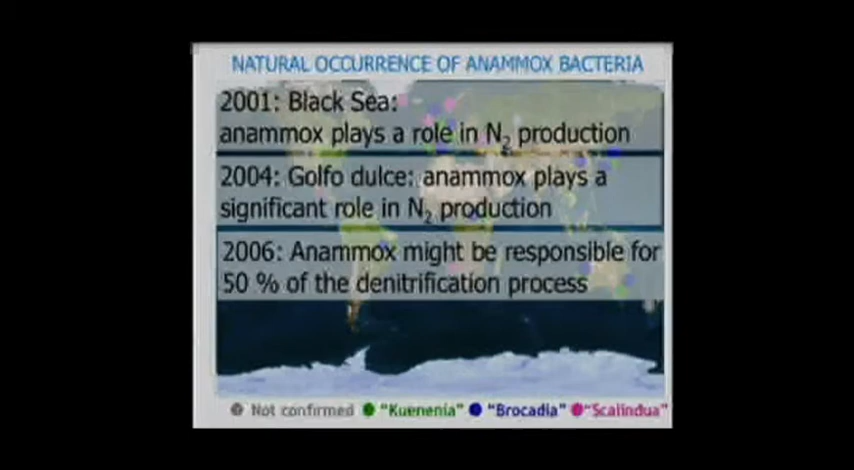 NATURAL OCCURRENCE OF ANAMMOX BACTERIA
2001: Black Sea:
anammox plays a role in N₂ production
2004: Golfo dulce: anammox plays a
significant role in N₂ production
2006: Anammox might be responsible for
50 % of the denitrification process
Not confirmed "Kuenenia" "Brocadia" "Scalindua"